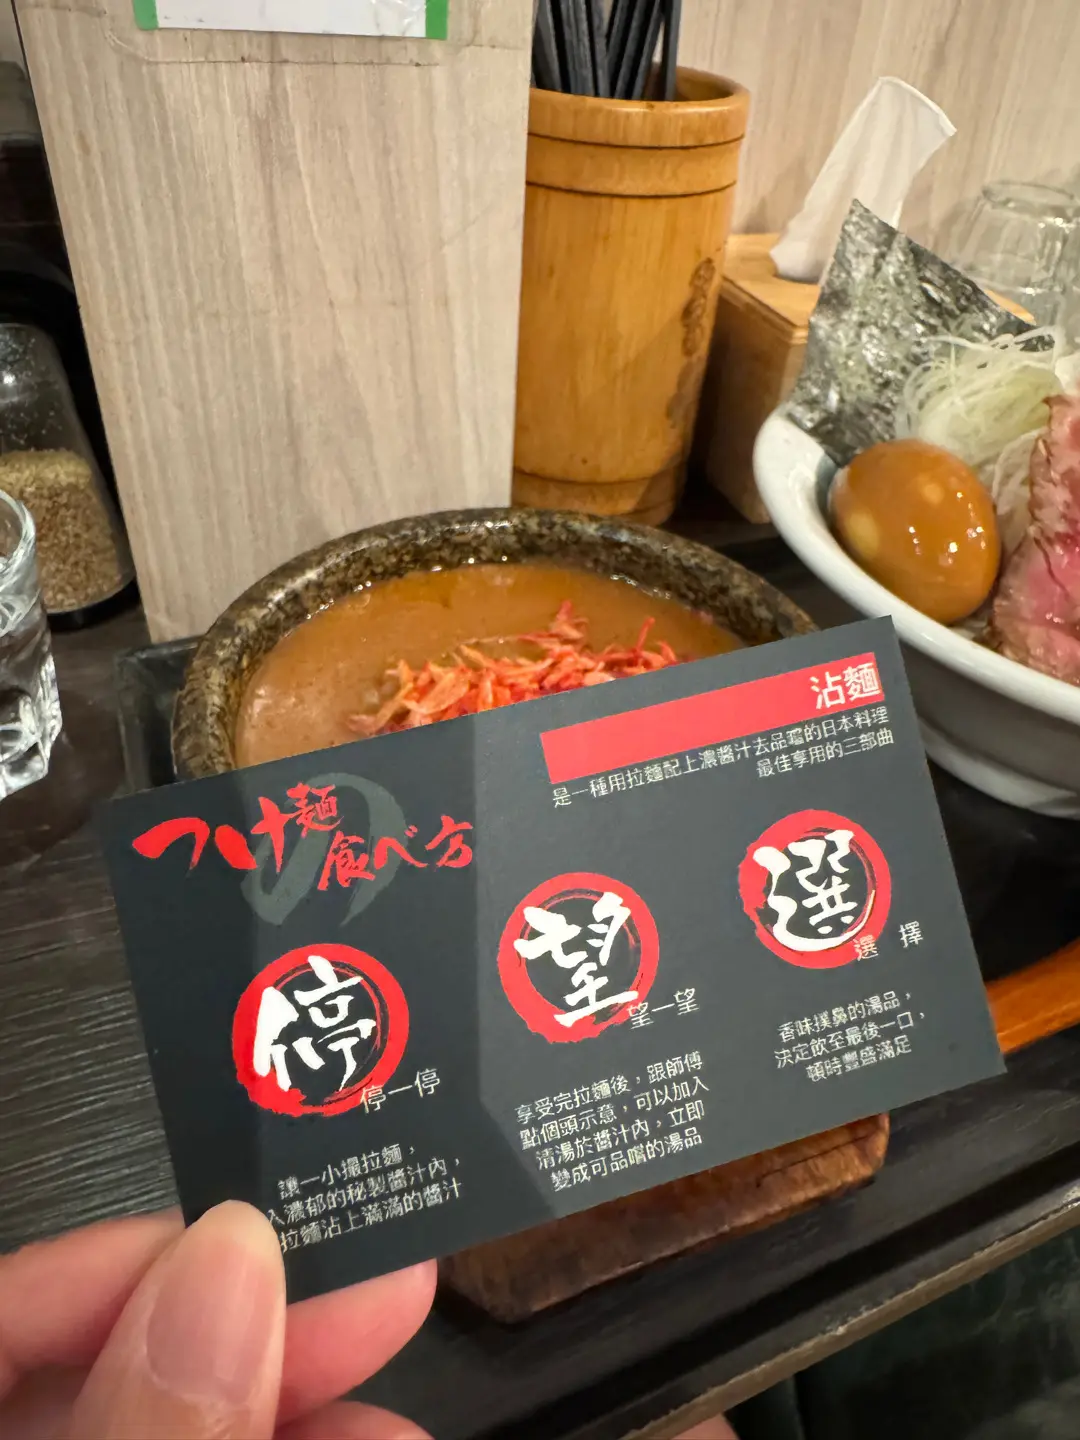 つけ麺の
食べ方
沾麵
是一種用拉麵配上濃醬汁去品嚐的日本料理
最佳享用的三部曲
停
停一停
讓一小撮拉麵，
入濃郁的秘製醬汁內，
拉麵沾上滿滿的醬汁
望
望一望
享受完拉麵後，跟師傅
點個頭示意，可以加入
清湯於醬汁內，立即
變成可品嚐的湯品
選
選擇
香味撲鼻的湯品，
決定飲至最後一口，
頓時豐盛滿足